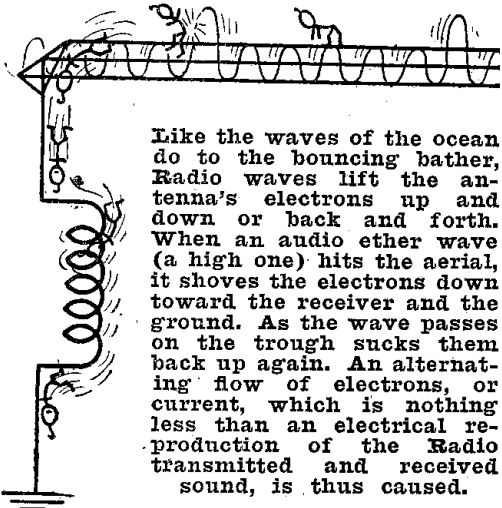 Like the waves of the ocean
do to the bouncing bather,
Radio waves lift the an-
tenna's electrons up and
down or back and forth.
When an audio ether wave
(a high one) hits the aerial,
it shoves the electrons down
toward the receiver and the
ground. As the wave passes
on the trough sucks them
back up again. An alternat-
ing flow of electrons, or
current, which is nothing
less than an electrical re-
production of the Radio
transmitted and received
sound, is thus caused.